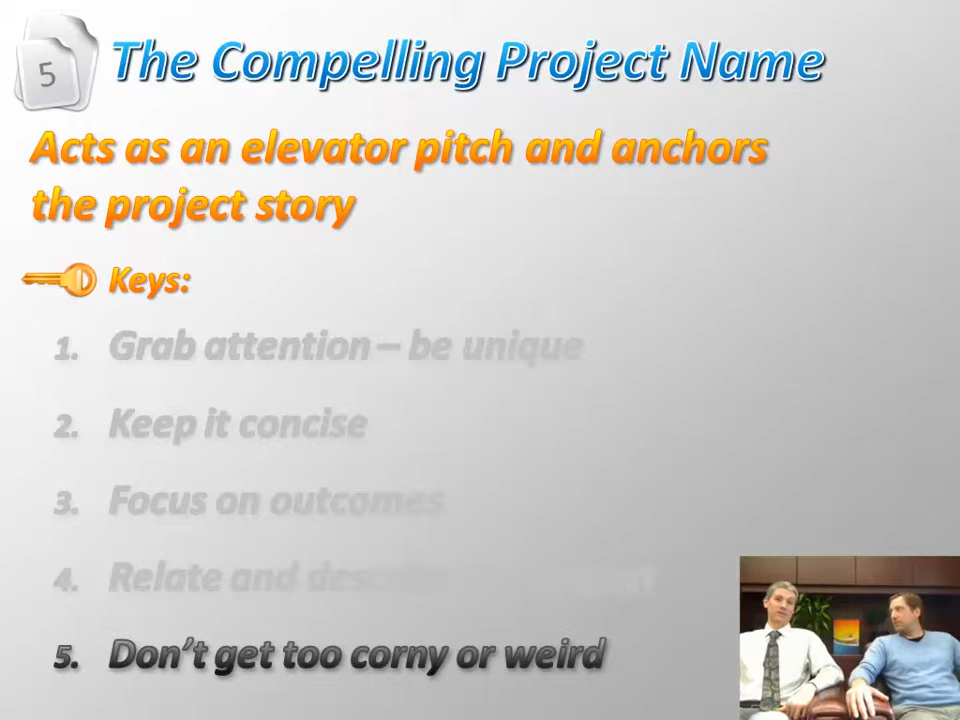 5
The Compelling Project Name
Acts as an elevator pitch and anchors
the project story
Keys:
1. Grab attention – be unique
2. Keep it concise
3. Focus on outcomes
4. Relate and
5. Don't get too corny or weird